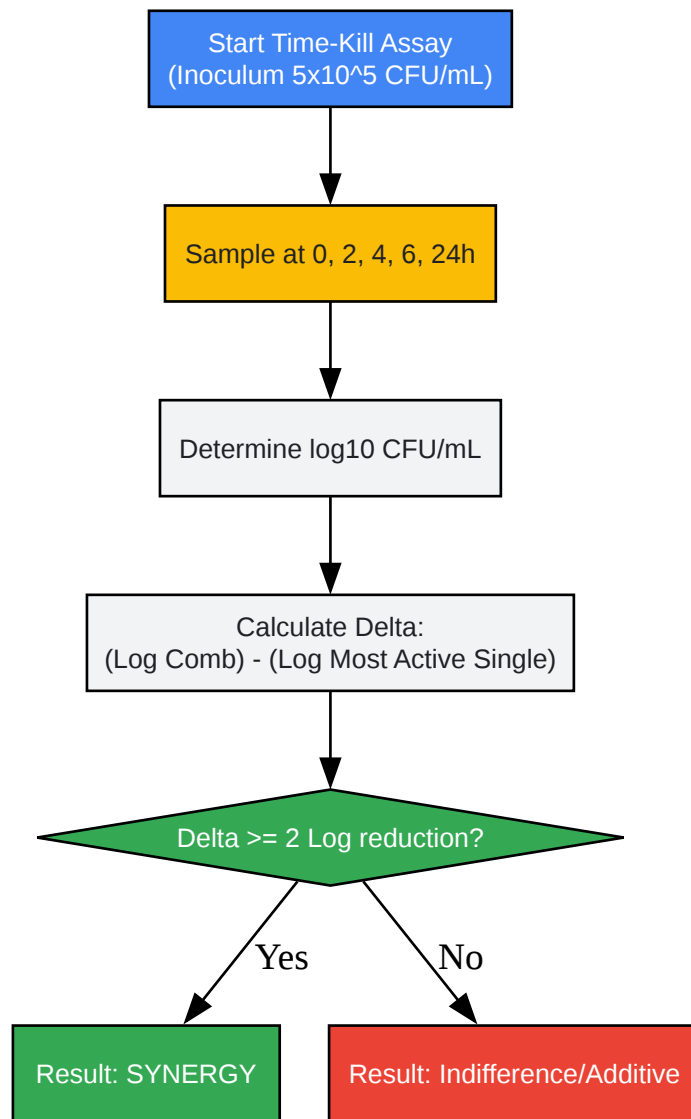 Start Time-Kill Assay
(Inoculum 5x10^5 CFU/mL)
Sample at 0, 2, 4, 6, 24h
Determine log10 CFU/mL
Calculate Delta:
(Log Comb) - (Log Most Active Single)
Delta >= 2 Log reduction?
Yes
No
Result: SYNERGY
Result: Indifference/Additive